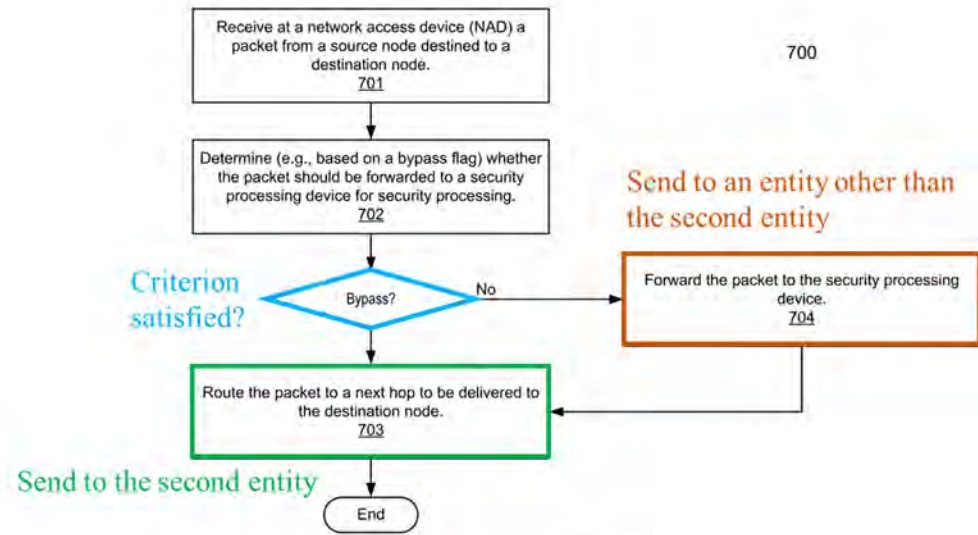 Receive at a network access device (NAD) a
packet from a source node destined to a
destination node.
701
700
Determine (e.g., based on a bypass flag) whether
the packet should be forwarded to a security
processing device for security processing.
702
Send to an entity other than
the second entity
Criterion
satisfied?
Bypass?
No
Forward the packet to the security processing
device.
704
Route the packet to a next hop to be delivered to
the destination node.
703
Send to the second entity
End